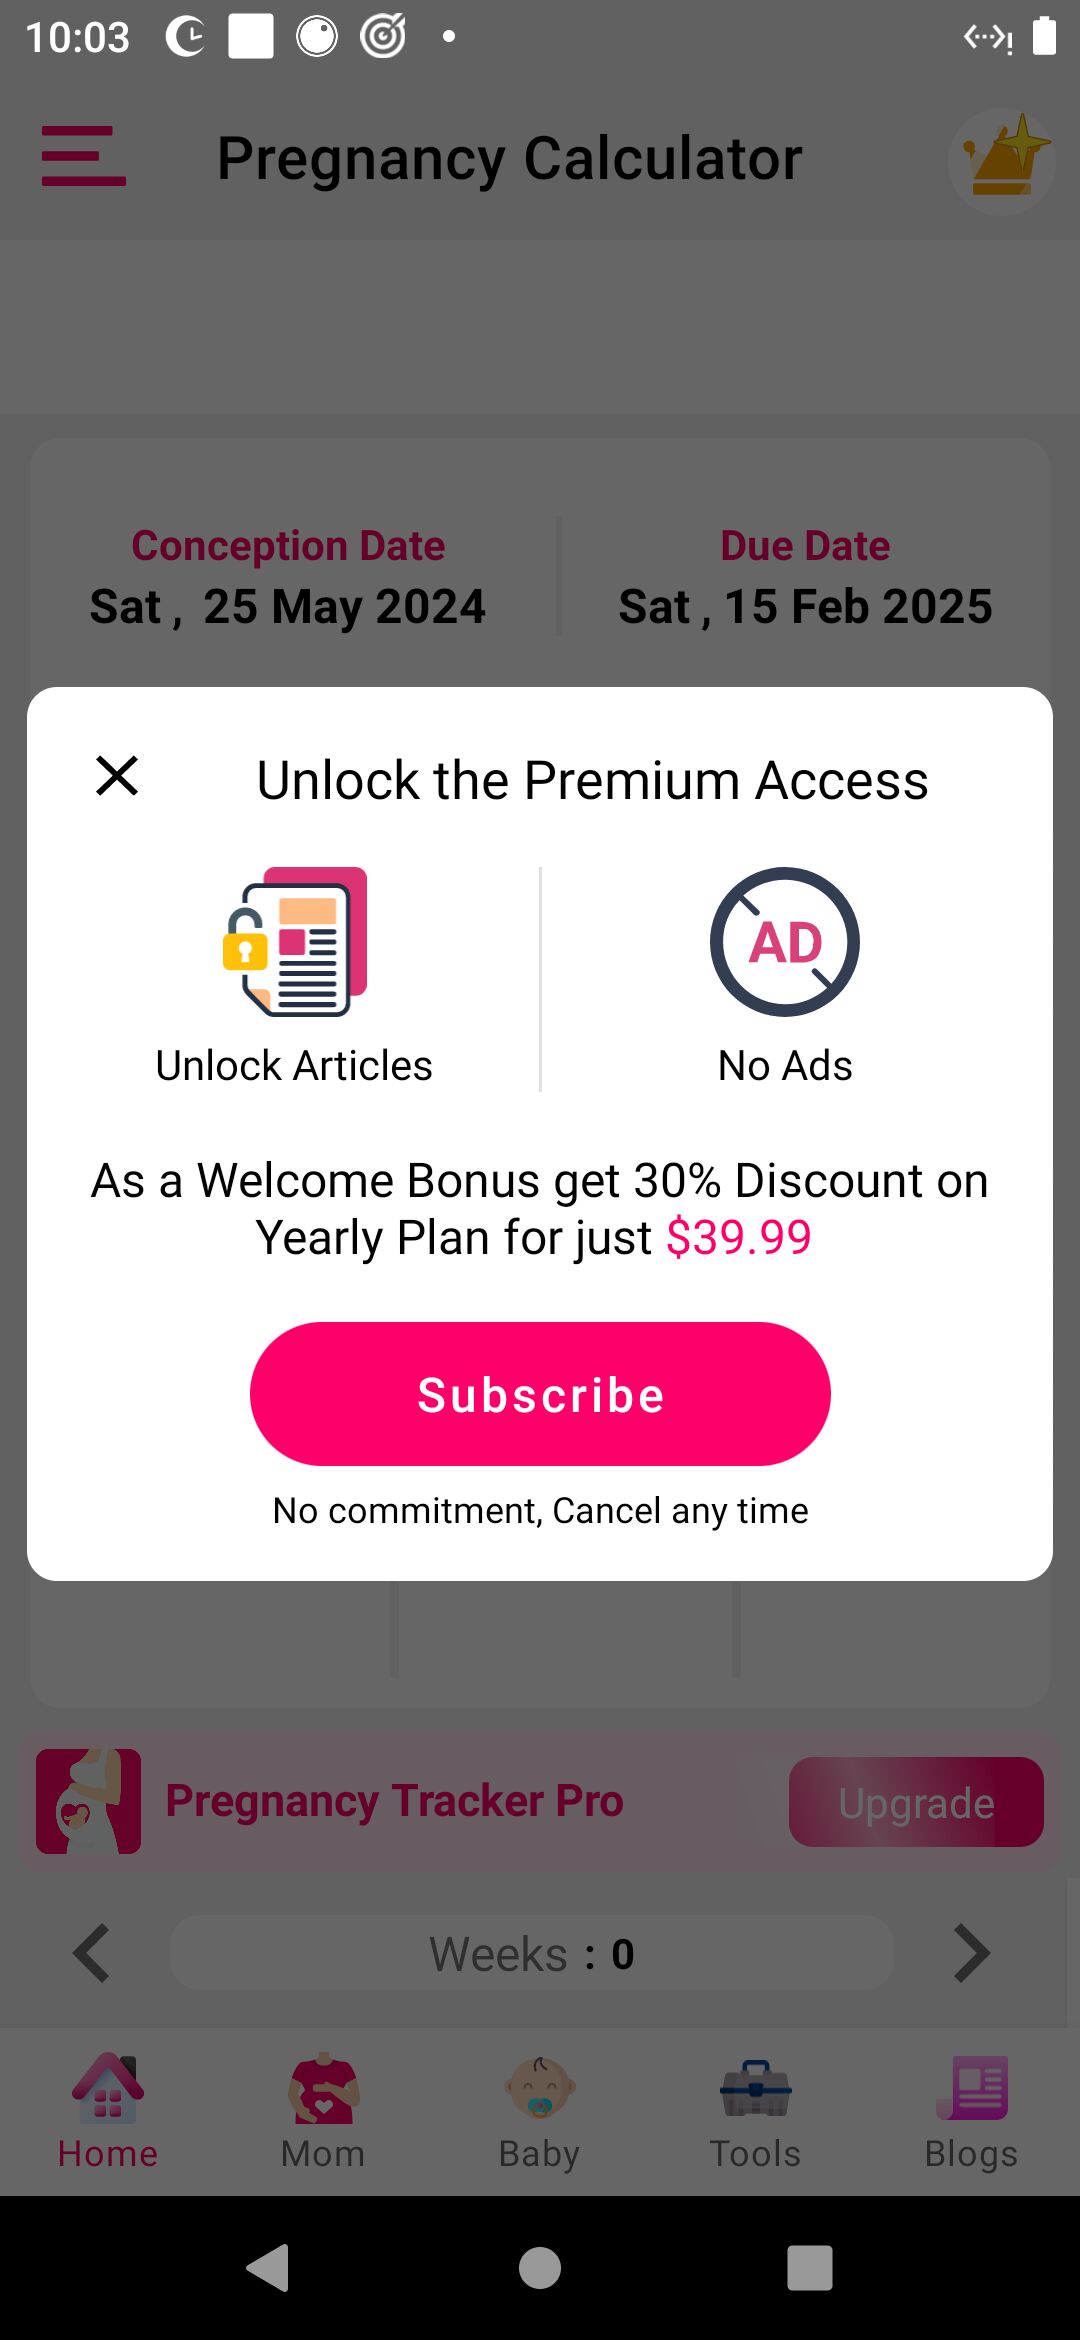 10:03
Pregnancy Calculator
Conception Date
Due Date
Sat , 25 May 2024
Sat , 15 Feb 2025
Unlock the Premium Access
AD
Unlock Articles
No Ads
As a Welcome Bonus get 30% Discount on
Yearly Plan for just $39.99
Subscribe
No commitment, Cancel any time
Pregnancy Tracker Pro
Upgrade
Weeks : 0
Home
Mom
Baby
Tools
Blogs